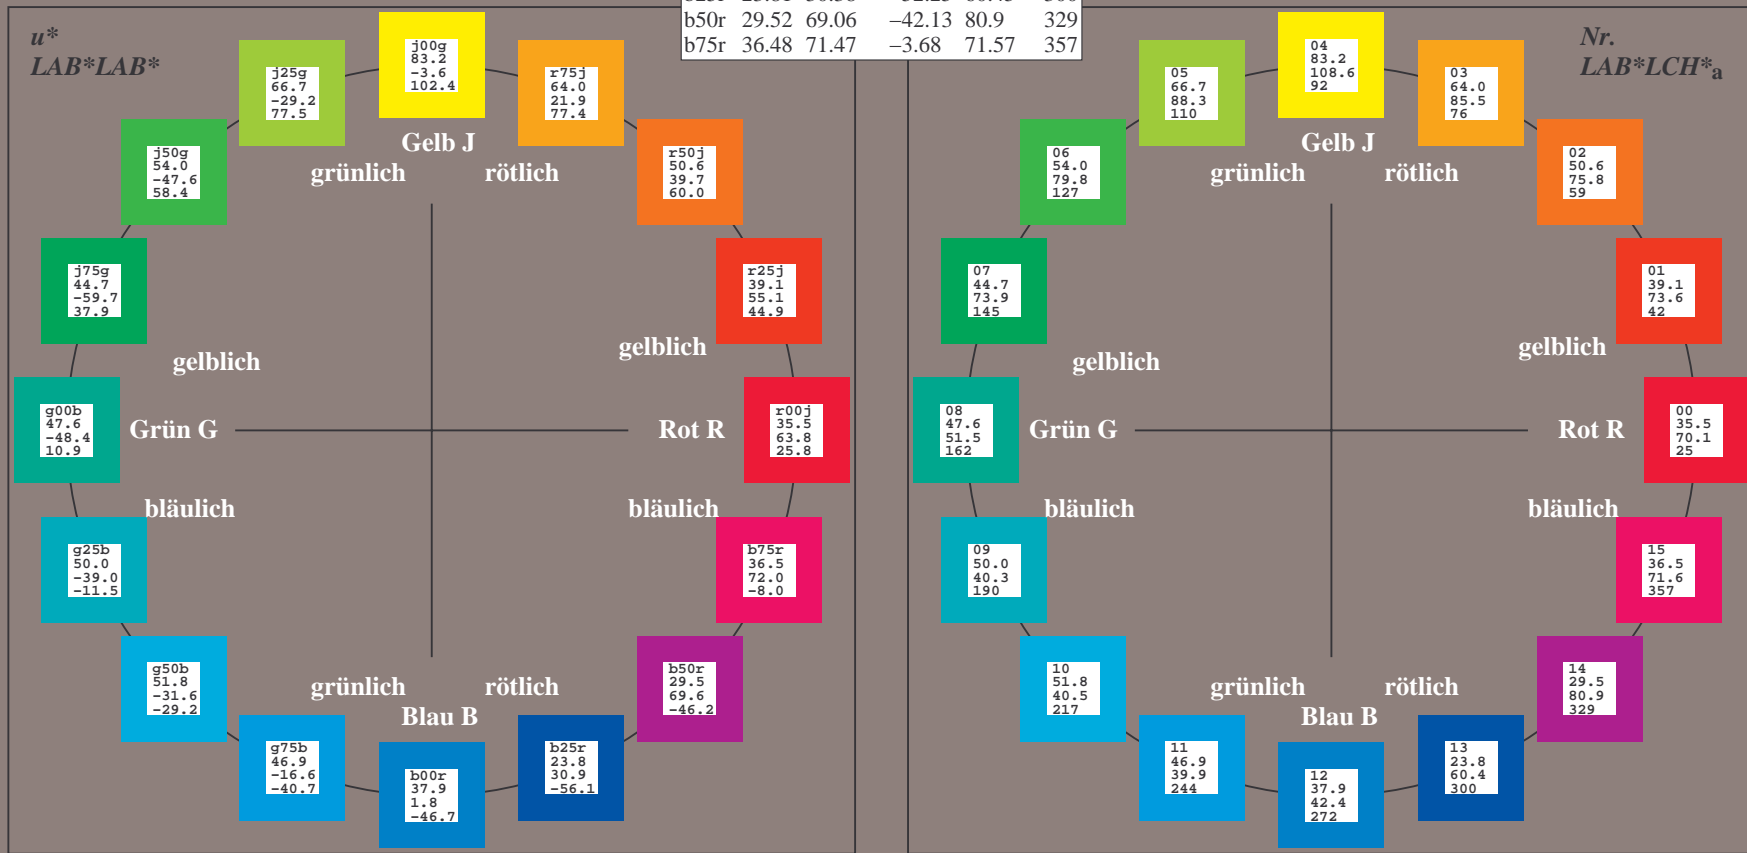 b50r 29.52 69.06 −42.13 80.9 329
b75r 36.48 71.47 −3.68 71.57 357
u*
LAB*LAB*
j00g
83.2
-3.6
102.4
j25g
66.7
-29.2
77.5
r75j
64.0
21.9
77.4
Gelb J
grünlich rötlich
j50g
54.0
-47.6
58.4
r50j
50.6
39.7
60.0
j75g
44.7
-59.7
37.9
r25j
39.1
55.1
44.9
gelblich
gelblich
g00b
47.6
-48.4
10.9
Grün G
Rot R
r00j
35.5
63.8
25.8
bläulich
bläulich
g25b
50.0
-39.0
-11.5
b75r
36.5
72.0
-8.0
g50b
51.8
-31.6
-29.2
b50r
29.5
69.6
-46.2
grünlich rötlich
Blau B
g75b
46.9
-16.6
-40.7
b00r
37.9
1.8
-46.7
b25r
23.8
30.9
-56.1
Nr.
LAB*LCH*a
04
83.2
108.6
92
05
66.7
88.3
110
03
64.0
85.5
76
Gelb J
grünlich rötlich
06
54.0
79.8
127
02
50.6
75.8
59
07
44.7
73.9
145
01
39.1
73.6
42
gelblich
gelblich
08
47.6
51.5
162
Grün G
Rot R
00
35.5
70.1
25
bläulich
bläulich
09
50.0
40.3
190
15
36.5
71.6
357
10
51.8
40.5
217
14
29.5
80.9
329
grünlich rötlich
Blau B
11
46.9
39.9
244
12
37.9
42.4
272
13
23.8
60.4
300